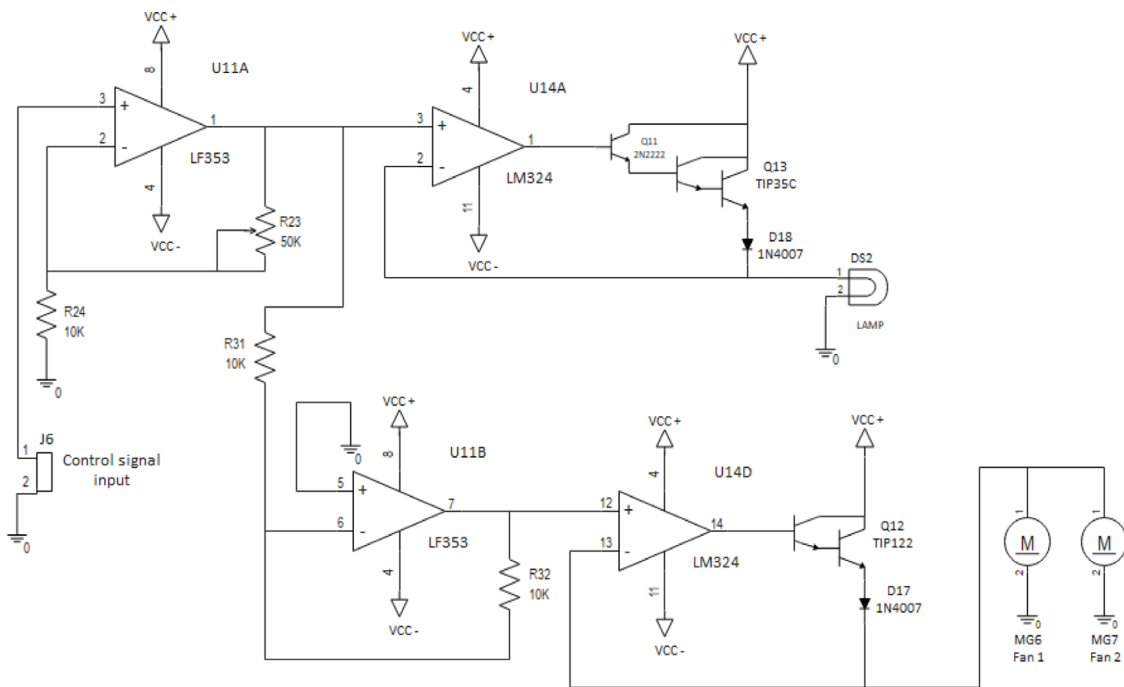 VCC +
8
U11A
3
+
2
-
1
LF353
4
VCC -
R23
50K
R24
10K
0
J6
1
2
Control signal
input
0
VCC +
4
U14A
3
+
2
-
1
LM324
11
VCC -
Q11
2N2222
VCC +
Q13
TIP35C
D18
1N4007
DS2
1
2
LAMP
0
R31
10K
0
VCC +
8
U11B
5
+
6
-
7
LF353
4
VCC -
R32
10K
VCC +
4
U14D
12
+
13
-
14
LM324
11
VCC -
VCC +
Q12
TIP122
D17
1N4007
1
M
2
0
MG6
Fan 1
1
M
2
0
MG7
Fan 2